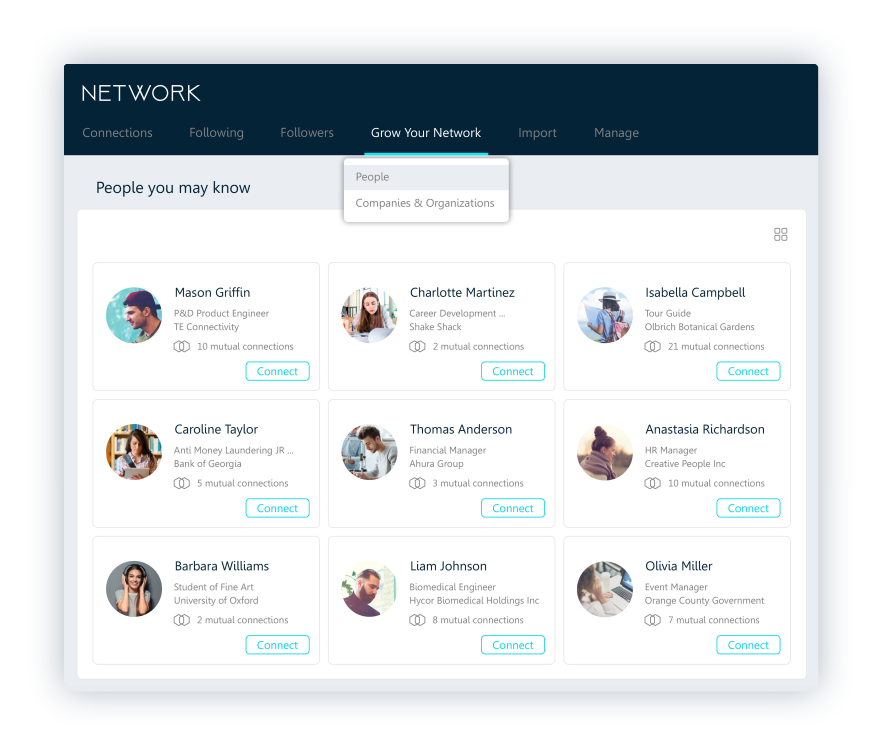 NETWORK
Connections Following Followers Grow Your Network Import Manage
People
Companies & Organizations
People you may know
Mason Griffin
P&D Product Engineer
TE Connectivity
10 mutual connections
Connect
Charlotte Martinez
Career Development ...
Shake Shack
2 mutual connections
Connect
Isabella Campbell
Tour Guide
Olbrich Botanical Gardens
21 mutual connections
Connect
Caroline Taylor
Anti Money Laundering JR ...
Bank of Georgia
5 mutual connections
Connect
Thomas Anderson
Financial Manager
Ahura Group
3 mutual connections
Connect
Anastasia Richardson
HR Manager
Creative People Inc
10 mutual connections
Connect
Barbara Williams
Student of Fine Art
University of Oxford
2 mutual connections
Connect
Liam Johnson
Biomedical Engineer
Hycor Biomedical Holdings Inc
8 mutual connections
Connect
Olivia Miller
Event Manager
Orange County Government
7 mutual connections
Connect